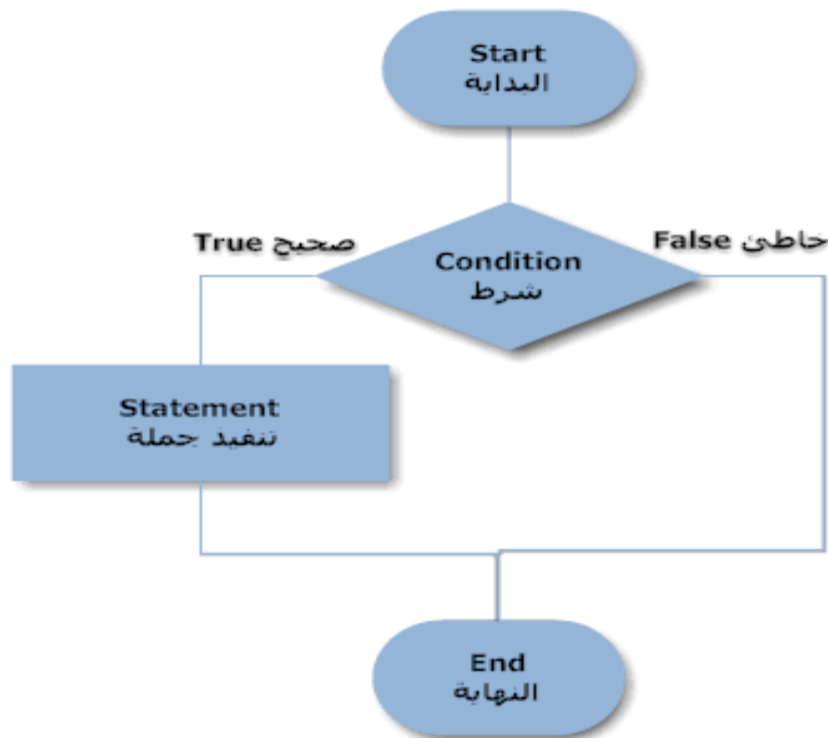 Start
البداية
صحيح True
خاطئ False
Condition
شرط
Statement
تنفيذ جملة
End
النهاية